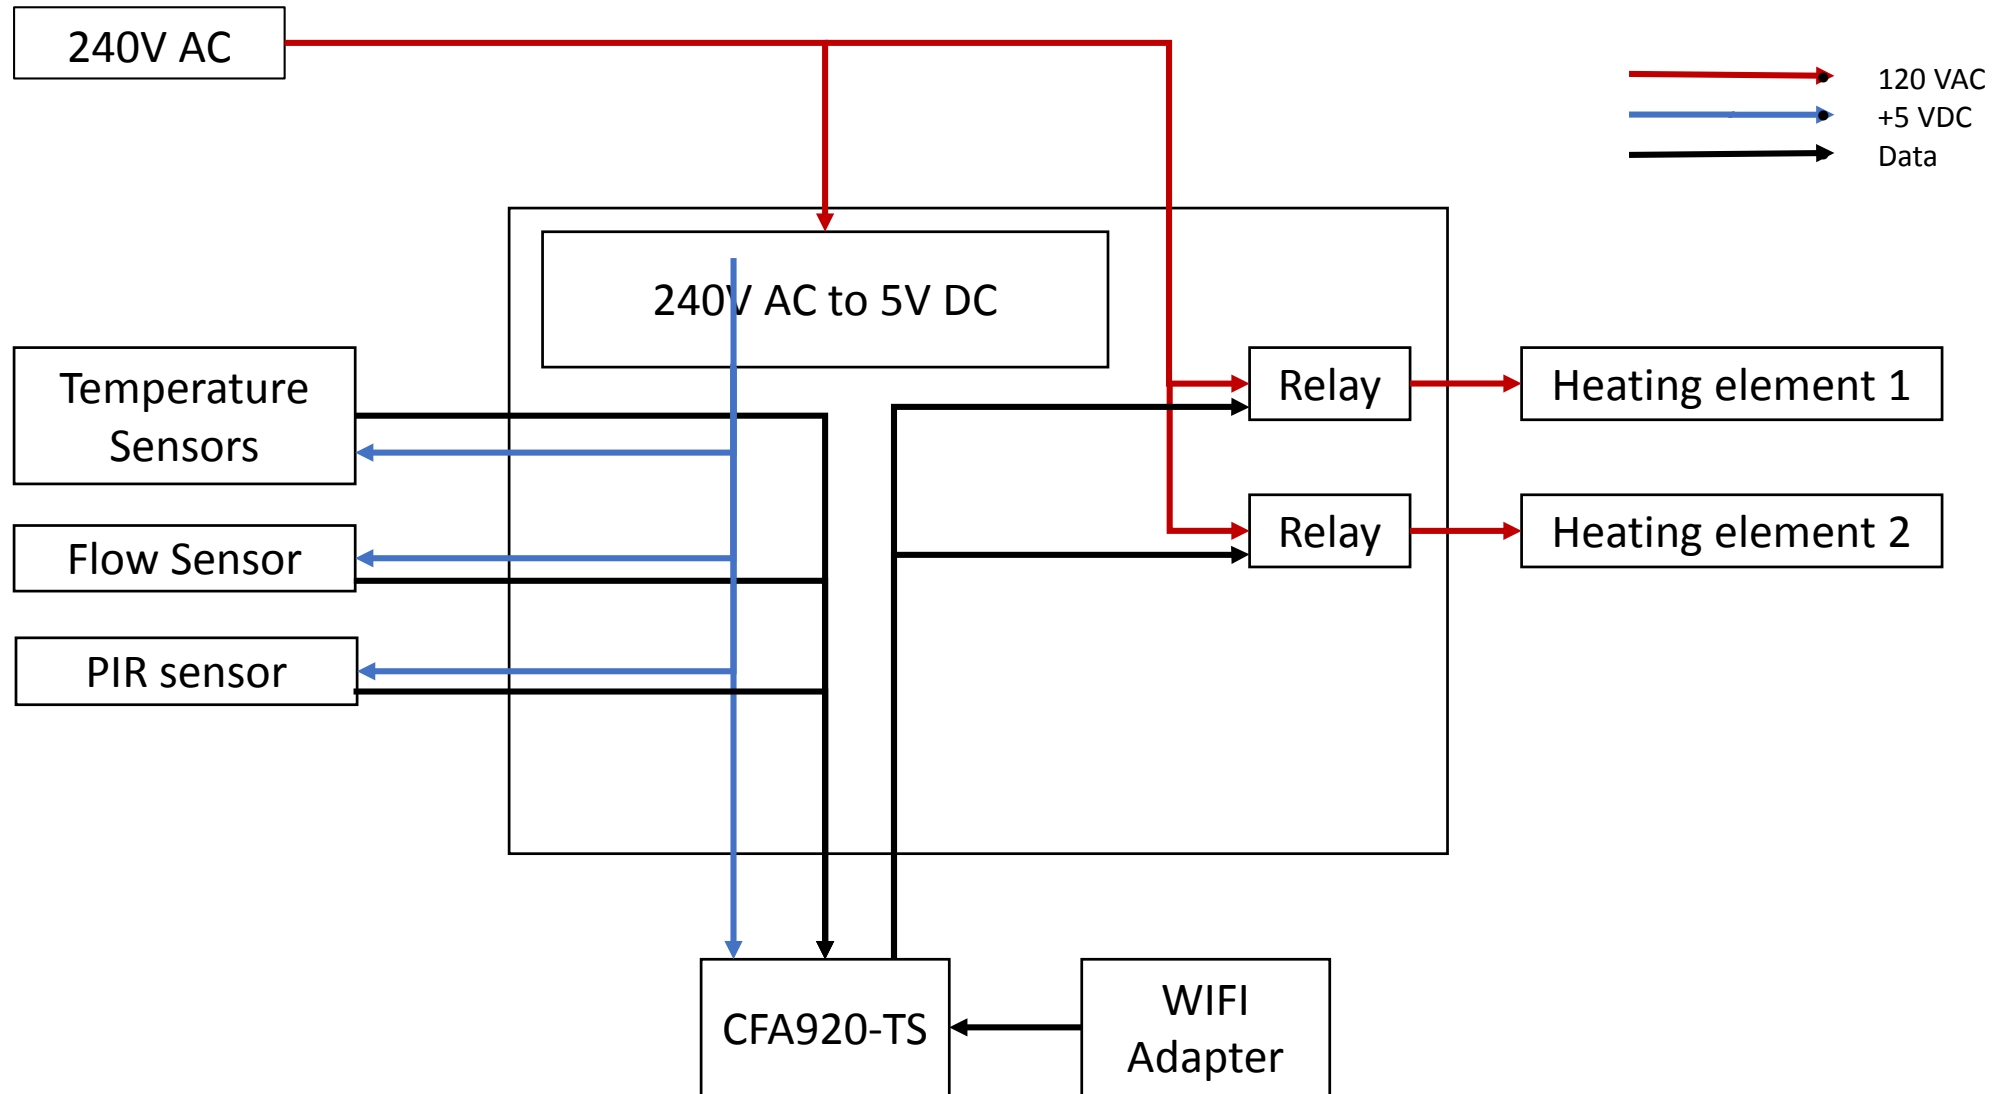 240V AC
120 VAC
+5 VDC
Data
240V AC to 5V DC
Temperature
Sensors
Relay
Heating element 1
Flow Sensor
Relay
Heating element 2
PIR sensor
CFA920-TS
WIFI
Adapter